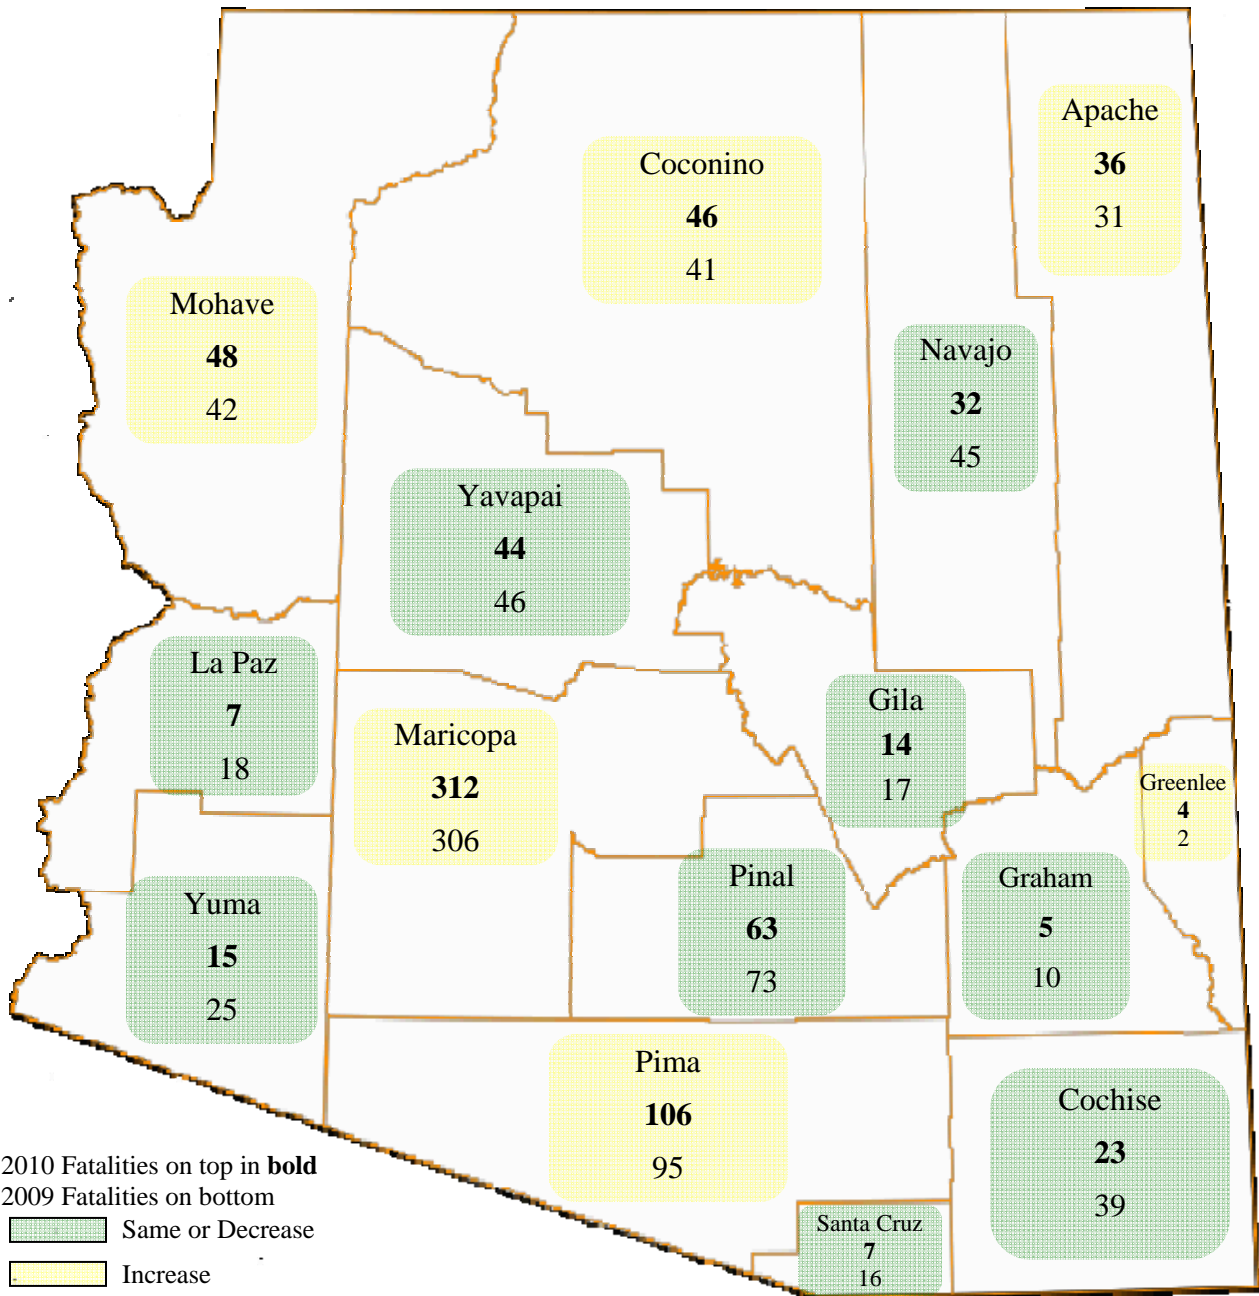 Apache
36
31
Coconino
46
41
Mohave
48
42
Navajo
32
45
Yavapai
44
46
La Paz
7
18
Gila
14
17
Maricopa
312
306
Greenlee
4
2
Pinal
63
73
Graham
5
10
Yuma
15
25
Pima
106
95
Cochise
23
39
Santa Cruz
7
16
2010 Fatalities on top in bold
2009 Fatalities on bottom
Same or Decrease
Increase